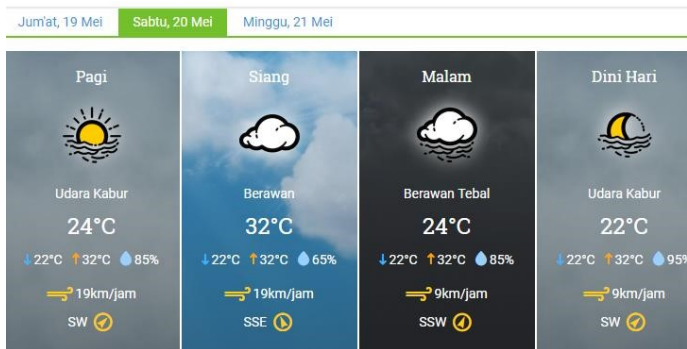 Jum'at, 19 Mei Sabtu, 20 Mei Minggu, 21 Mei
Pagi
Udara Kabur
24°C
↓22°C ↑32°C 85%
19km/jam
SW
Siang
Berawan
32°C
↓22°C ↑32°C 65%
19km/jam
SSE
Malam
Berawan Tebal
24°C
↓22°C ↑32°C 85%
9km/jam
SSW
Dini Hari
Udara Kabur
22°C
↓22°C ↑32°C 95%
9km/jam
SW